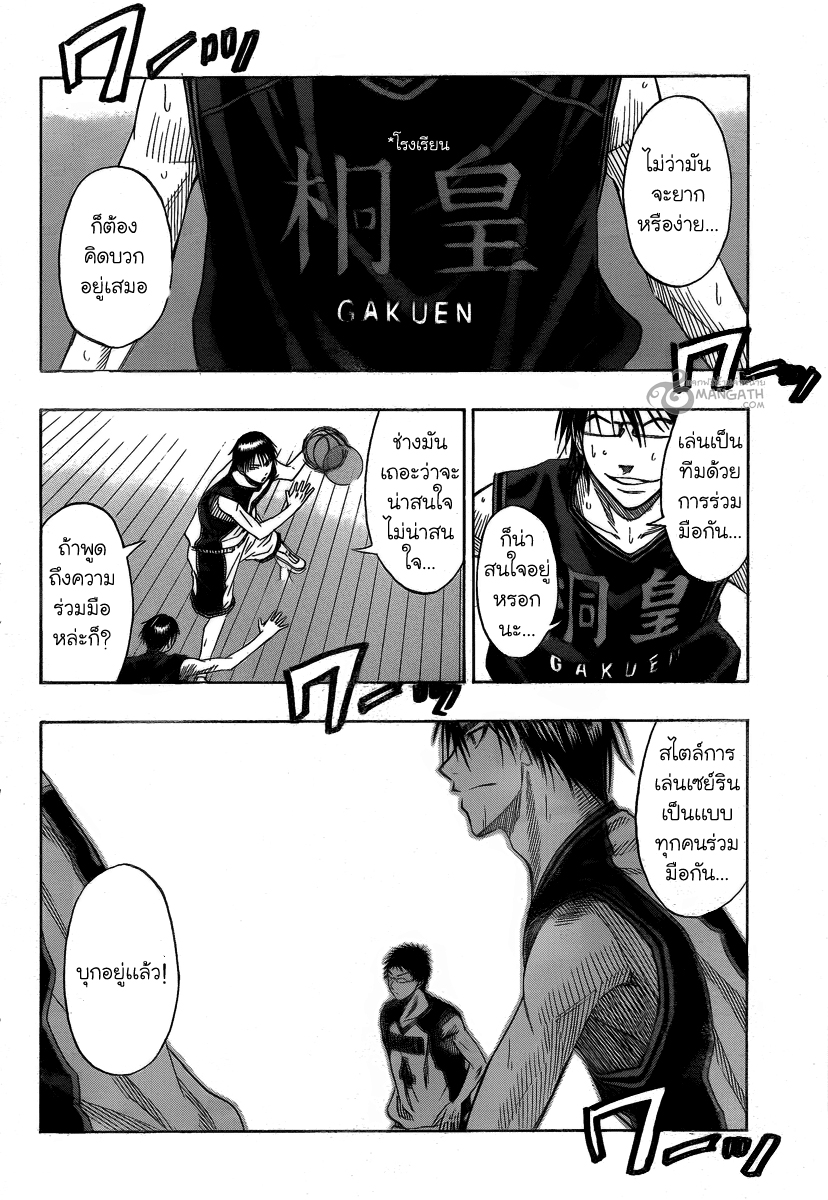 ワー…
ไม่ว่ามัน
จะยาก
หรือง่าย...
*โรงเรียน
桐皇
GAKUEN
ก็ต้อง
คิดบวก
อยู่เสมอ
ワー…
MANGATH
.COM
เล่นเป็น
ทีมด้วย
การร่วม
มือกัน...
ก็น่า
สนใจอยู่
หรอก
นะ...
桐皇
GAKUEN
ช่างมัน
เถอะว่าจะ
น่าสนใจ
ไม่น่าสน
ใจ...
ถ้าพูด
ถึงความ
ร่วมมือ
หล่ะก็?
ワー…
สไตล์การ
เล่นเซย์ริน
เป็นแบบ
ทุกคนร่วม
มือกัน...
บุกอยู่แล้ว!
ワー…